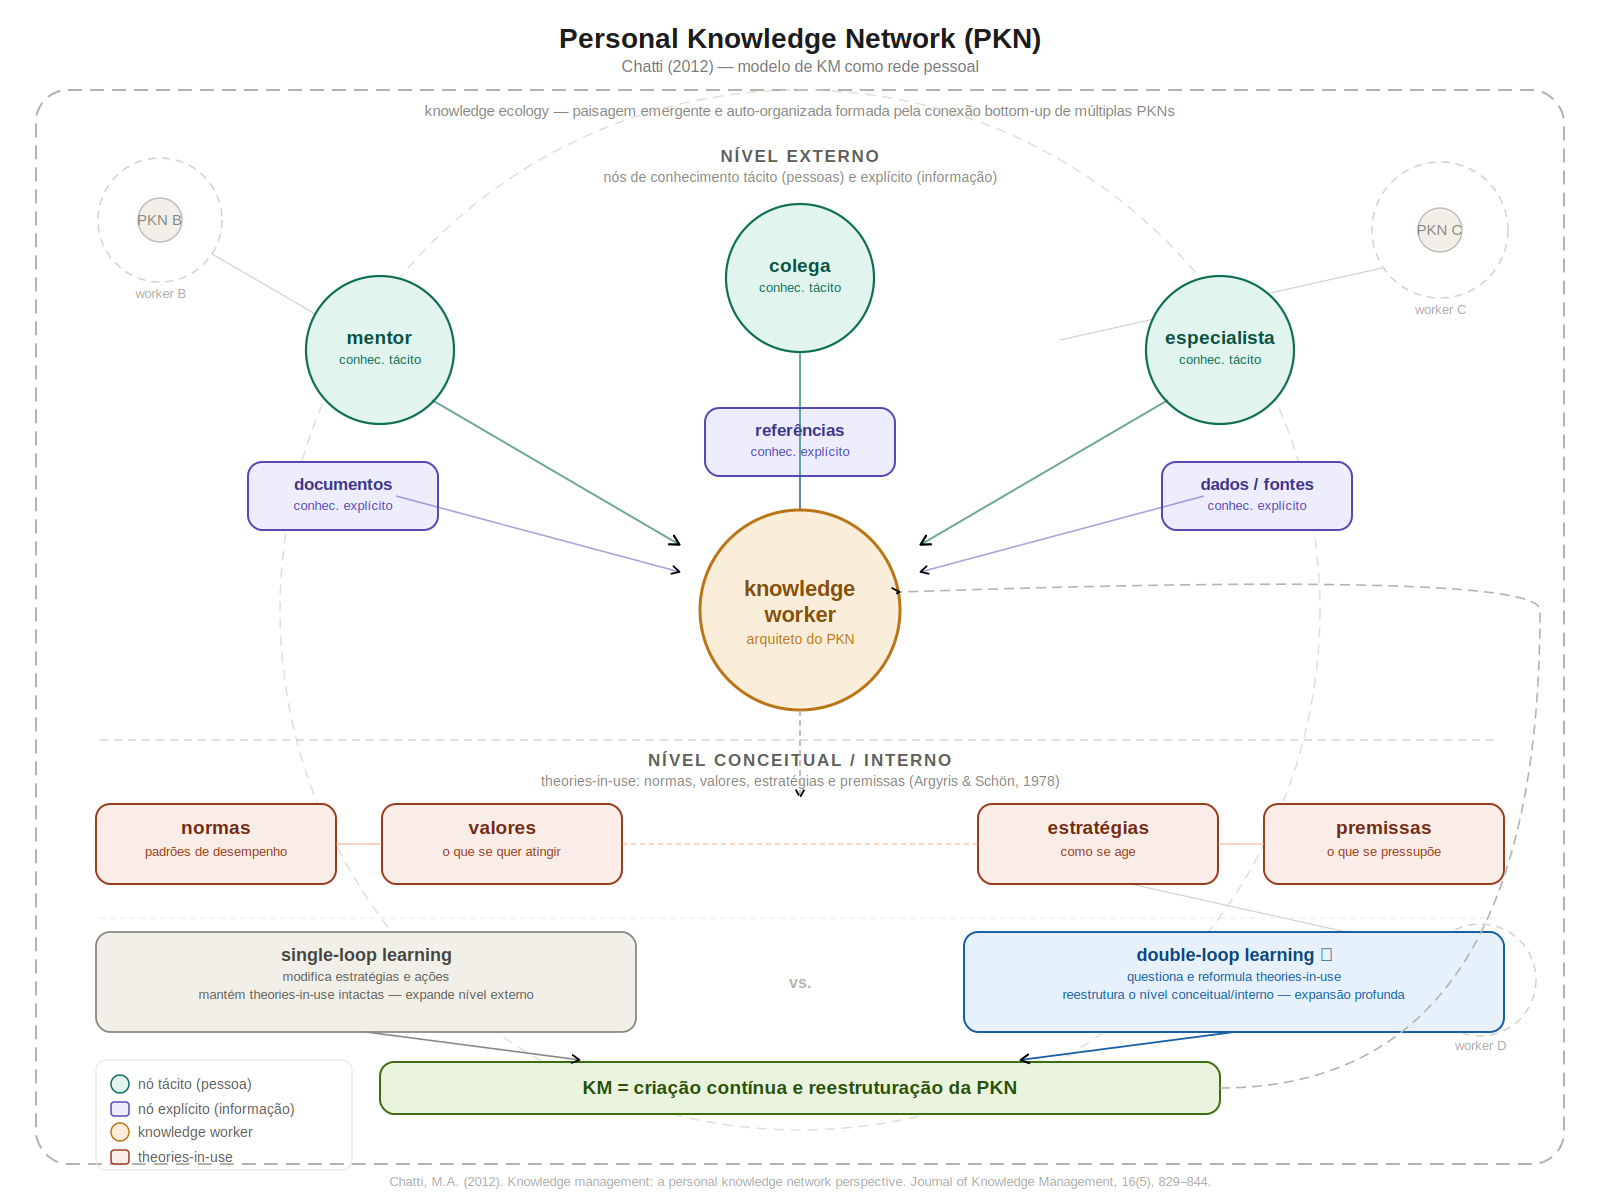 Personal Knowledge Network (PKN)
Chatti (2012) — modelo de KM como rede pessoal
knowledge ecology — paisagem emergente e auto-organizada formada pela conexão bottom-up de múltiplas PKNs
NÍVEL EXTERNO
nós de conhecimento tácito (pessoas) e explícito (informação)
PKN B
worker B
PKN C
worker C
colega
conhec. tácito
mentor
conhec. tácito
especialista
conhec. tácito
referências
conhec. explícito
documentos
conhec. explícito
dados / fontes
conhec. explícito
knowledge
worker
arquiteto do PKN
NÍVEL CONCEITUAL / INTERNO
theories-in-use: normas, valores, estratégias e premissas (Argyris & Schön, 1978)
normas
padrões de desempenho
valores
o que se quer atingir
estratégias
como se age
premissas
o que se pressupõe
single-loop learning
modifica estratégias e ações
mantém theories-in-use intactas — expande nível externo
vs.
double-loop learning
questiona e reformula theories-in-use
reestrutura o nível conceitual/interno — expansão profunda
worker D
KM = criação contínua e reestruturação da PKN
nó tácito (pessoa)
nó explícito (informação)
knowledge worker
theories-in-use
Chatti, M.A. (2012). Knowledge management: a personal knowledge network perspective. Journal of Knowledge Management, 16(5), 829–844.